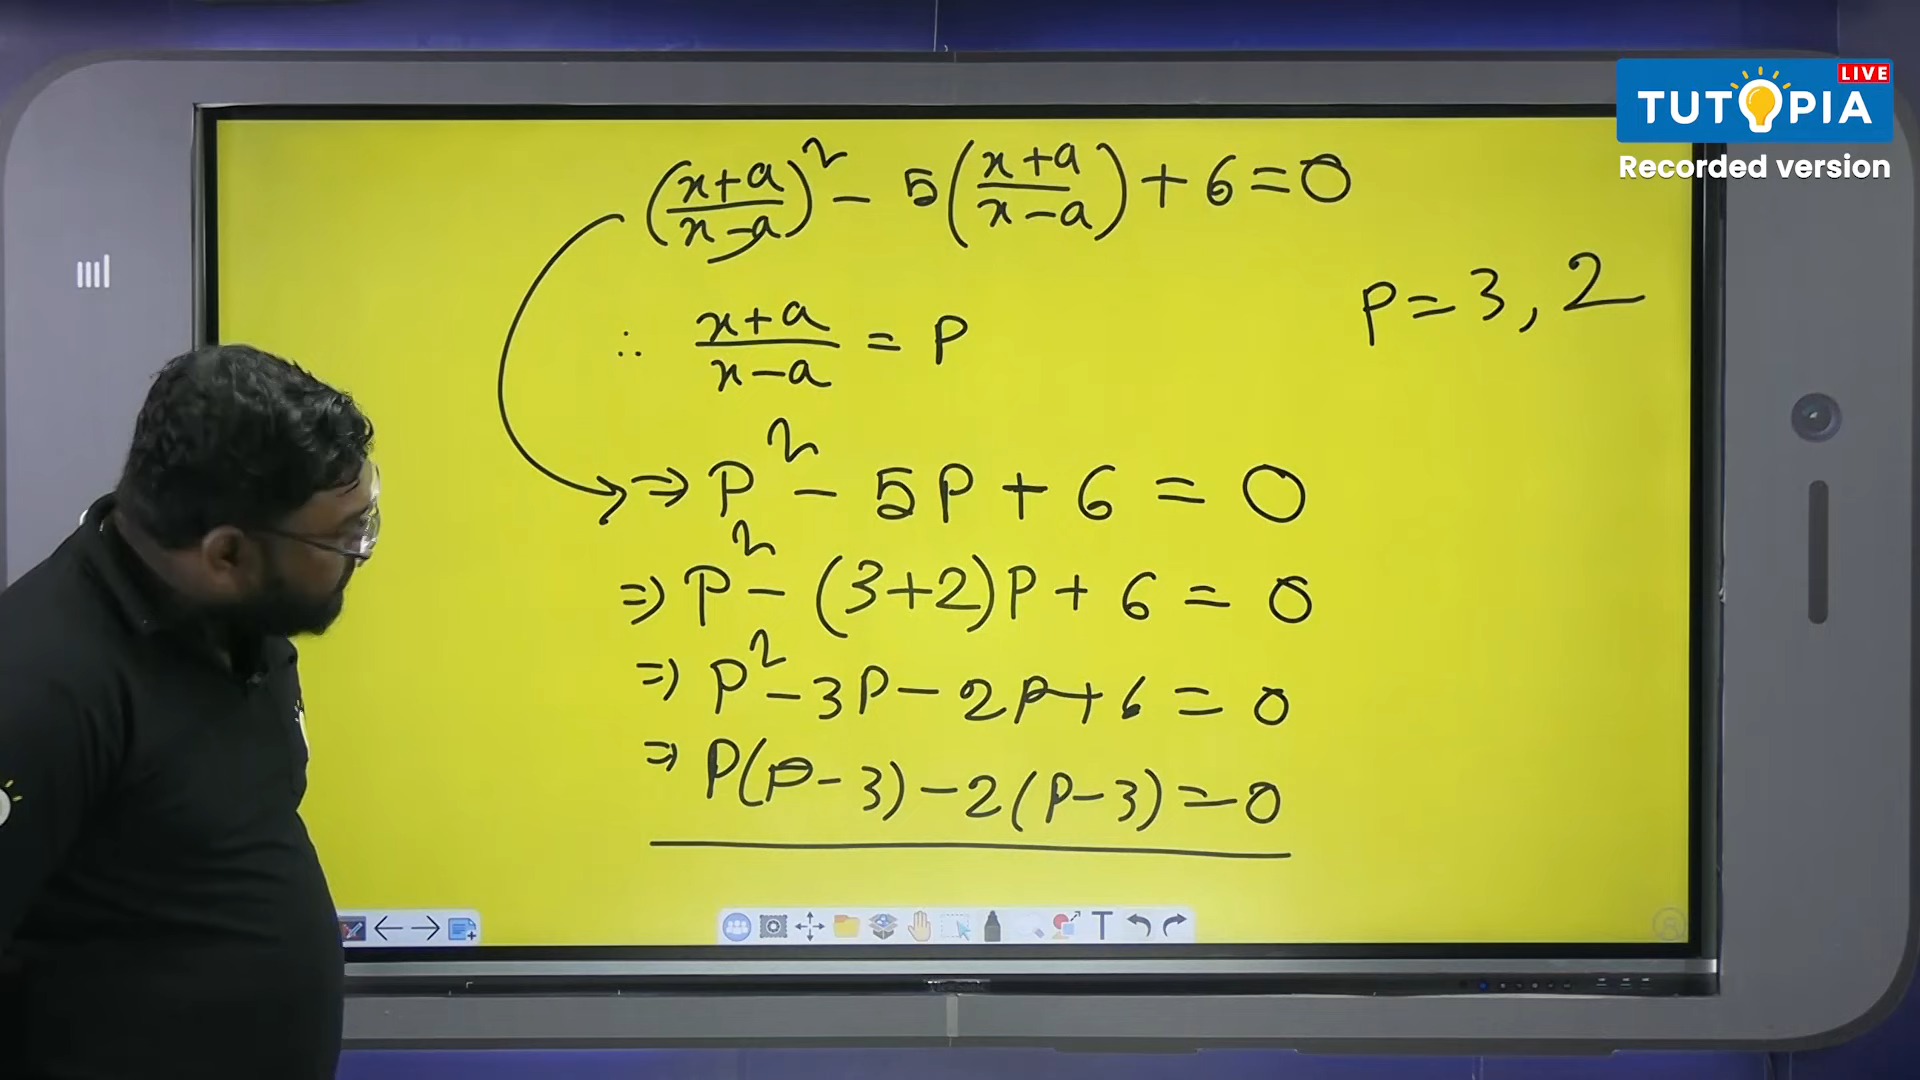 LIVE
TUTOPIA
Recorded version
(x+a/x-a)² - 5(x+a/x-a) + 6 = 0
P = 3, 2
∴ x+a/x-a = P
⇒ P² - 5P + 6 = 0
⇒ P² - (3+2)P + 6 = 0
⇒ P² - 3P - 2P + 6 = 0
⇒ P(P-3) - 2(P-3) = 0